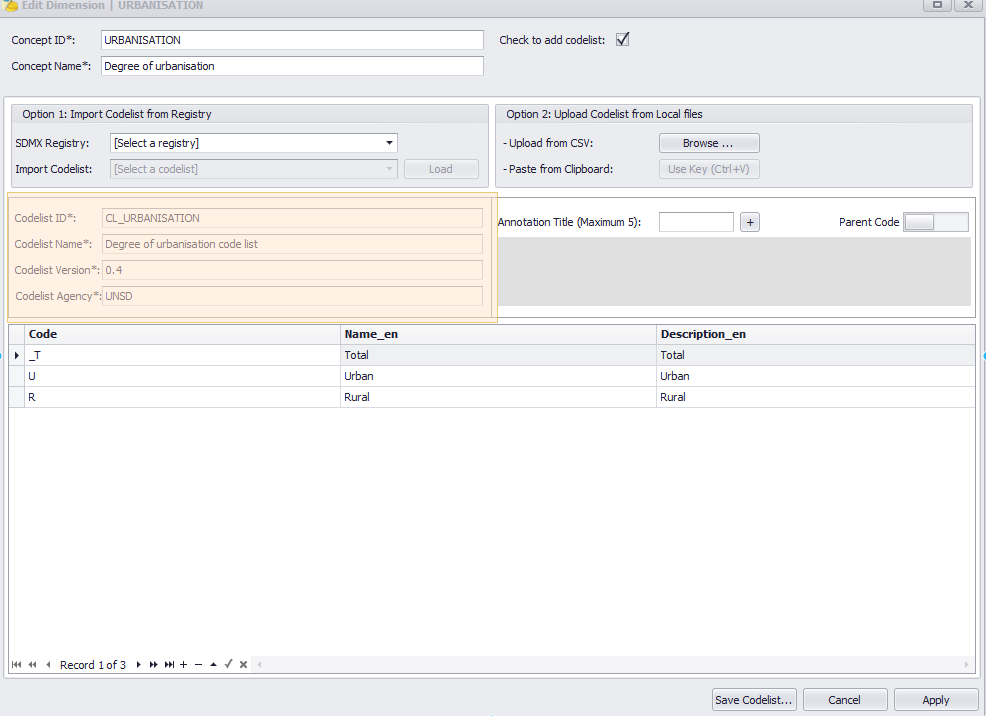 Edit Dimension | URBANISATION
Concept ID*: URBANISATION Check to add codelist:
Concept Name*: Degree of urbanisation
Option 1: Import Codelist from Registry
SDMX Registry: [Select a registry]
Import Codelist: [Select a codelist] Load
Option 2: Upload Codelist from Local files
- Upload from CSV: Browse ...
- Paste from Clipboard: Use Key (Ctrl+V)
Codelist ID*: CL_URBANISATION
Codelist Name*: Degree of urbanisation code list
Codelist Version*: 0.4
Codelist Agency*: UNSD
Annotation Title (Maximum 5): + Parent Code
Code Name_en Description_en
_T Total Total
U Urban Urban
R Rural Rural
Record 1 of 3
Save Codelist... Cancel Apply